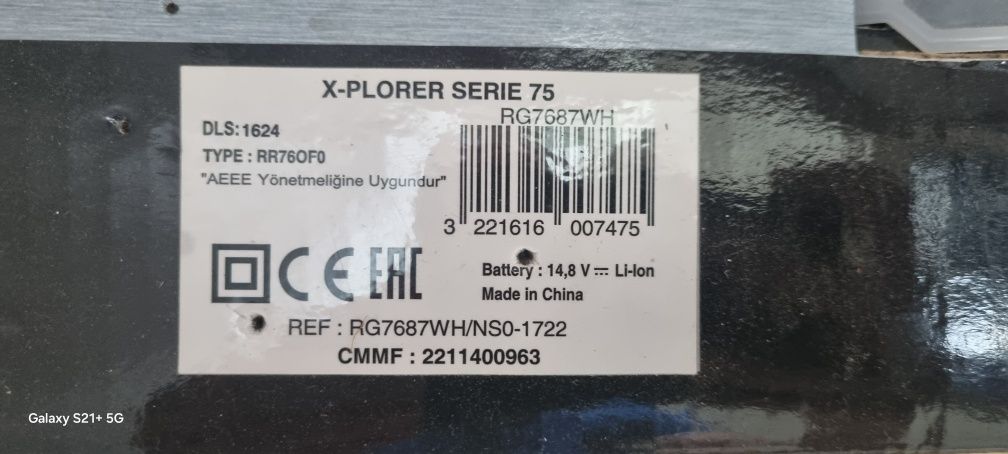 X-PLORER SERIE 75
RG7687WH
DLS:1624
TYPE : RR76OF0
"AEEE Yönetmeliğine Uygundur"
3 221616 007475
CE EAC
Battery : 14,8 V ⎓ Li-Ion
Made in China
REF : RG7687WH/NS0-1722
CMMF : 2211400963
Galaxy S21+ 5G